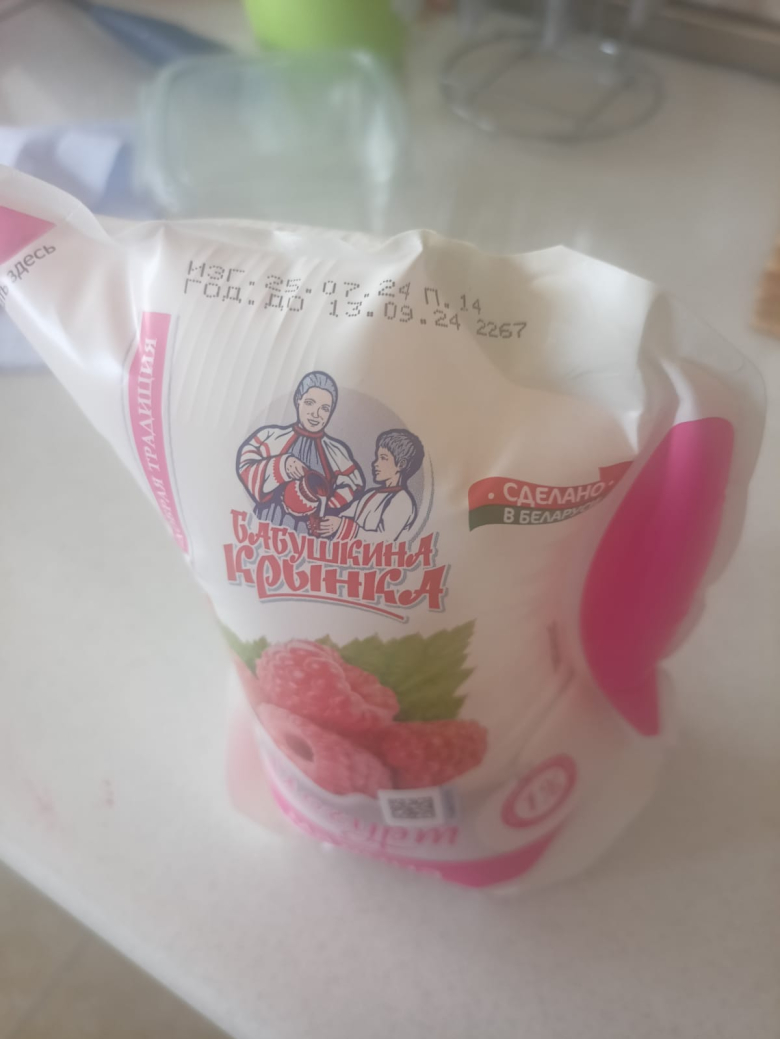 ИЗГ.25.07.24 П.14
ГОД.ДО 13.09.24 2267
здесь
ТРАДИЦИЯ
СДЕЛАНО
В БЕЛАРУСИ
БАБУШКИНА
КРЫНКА
1%